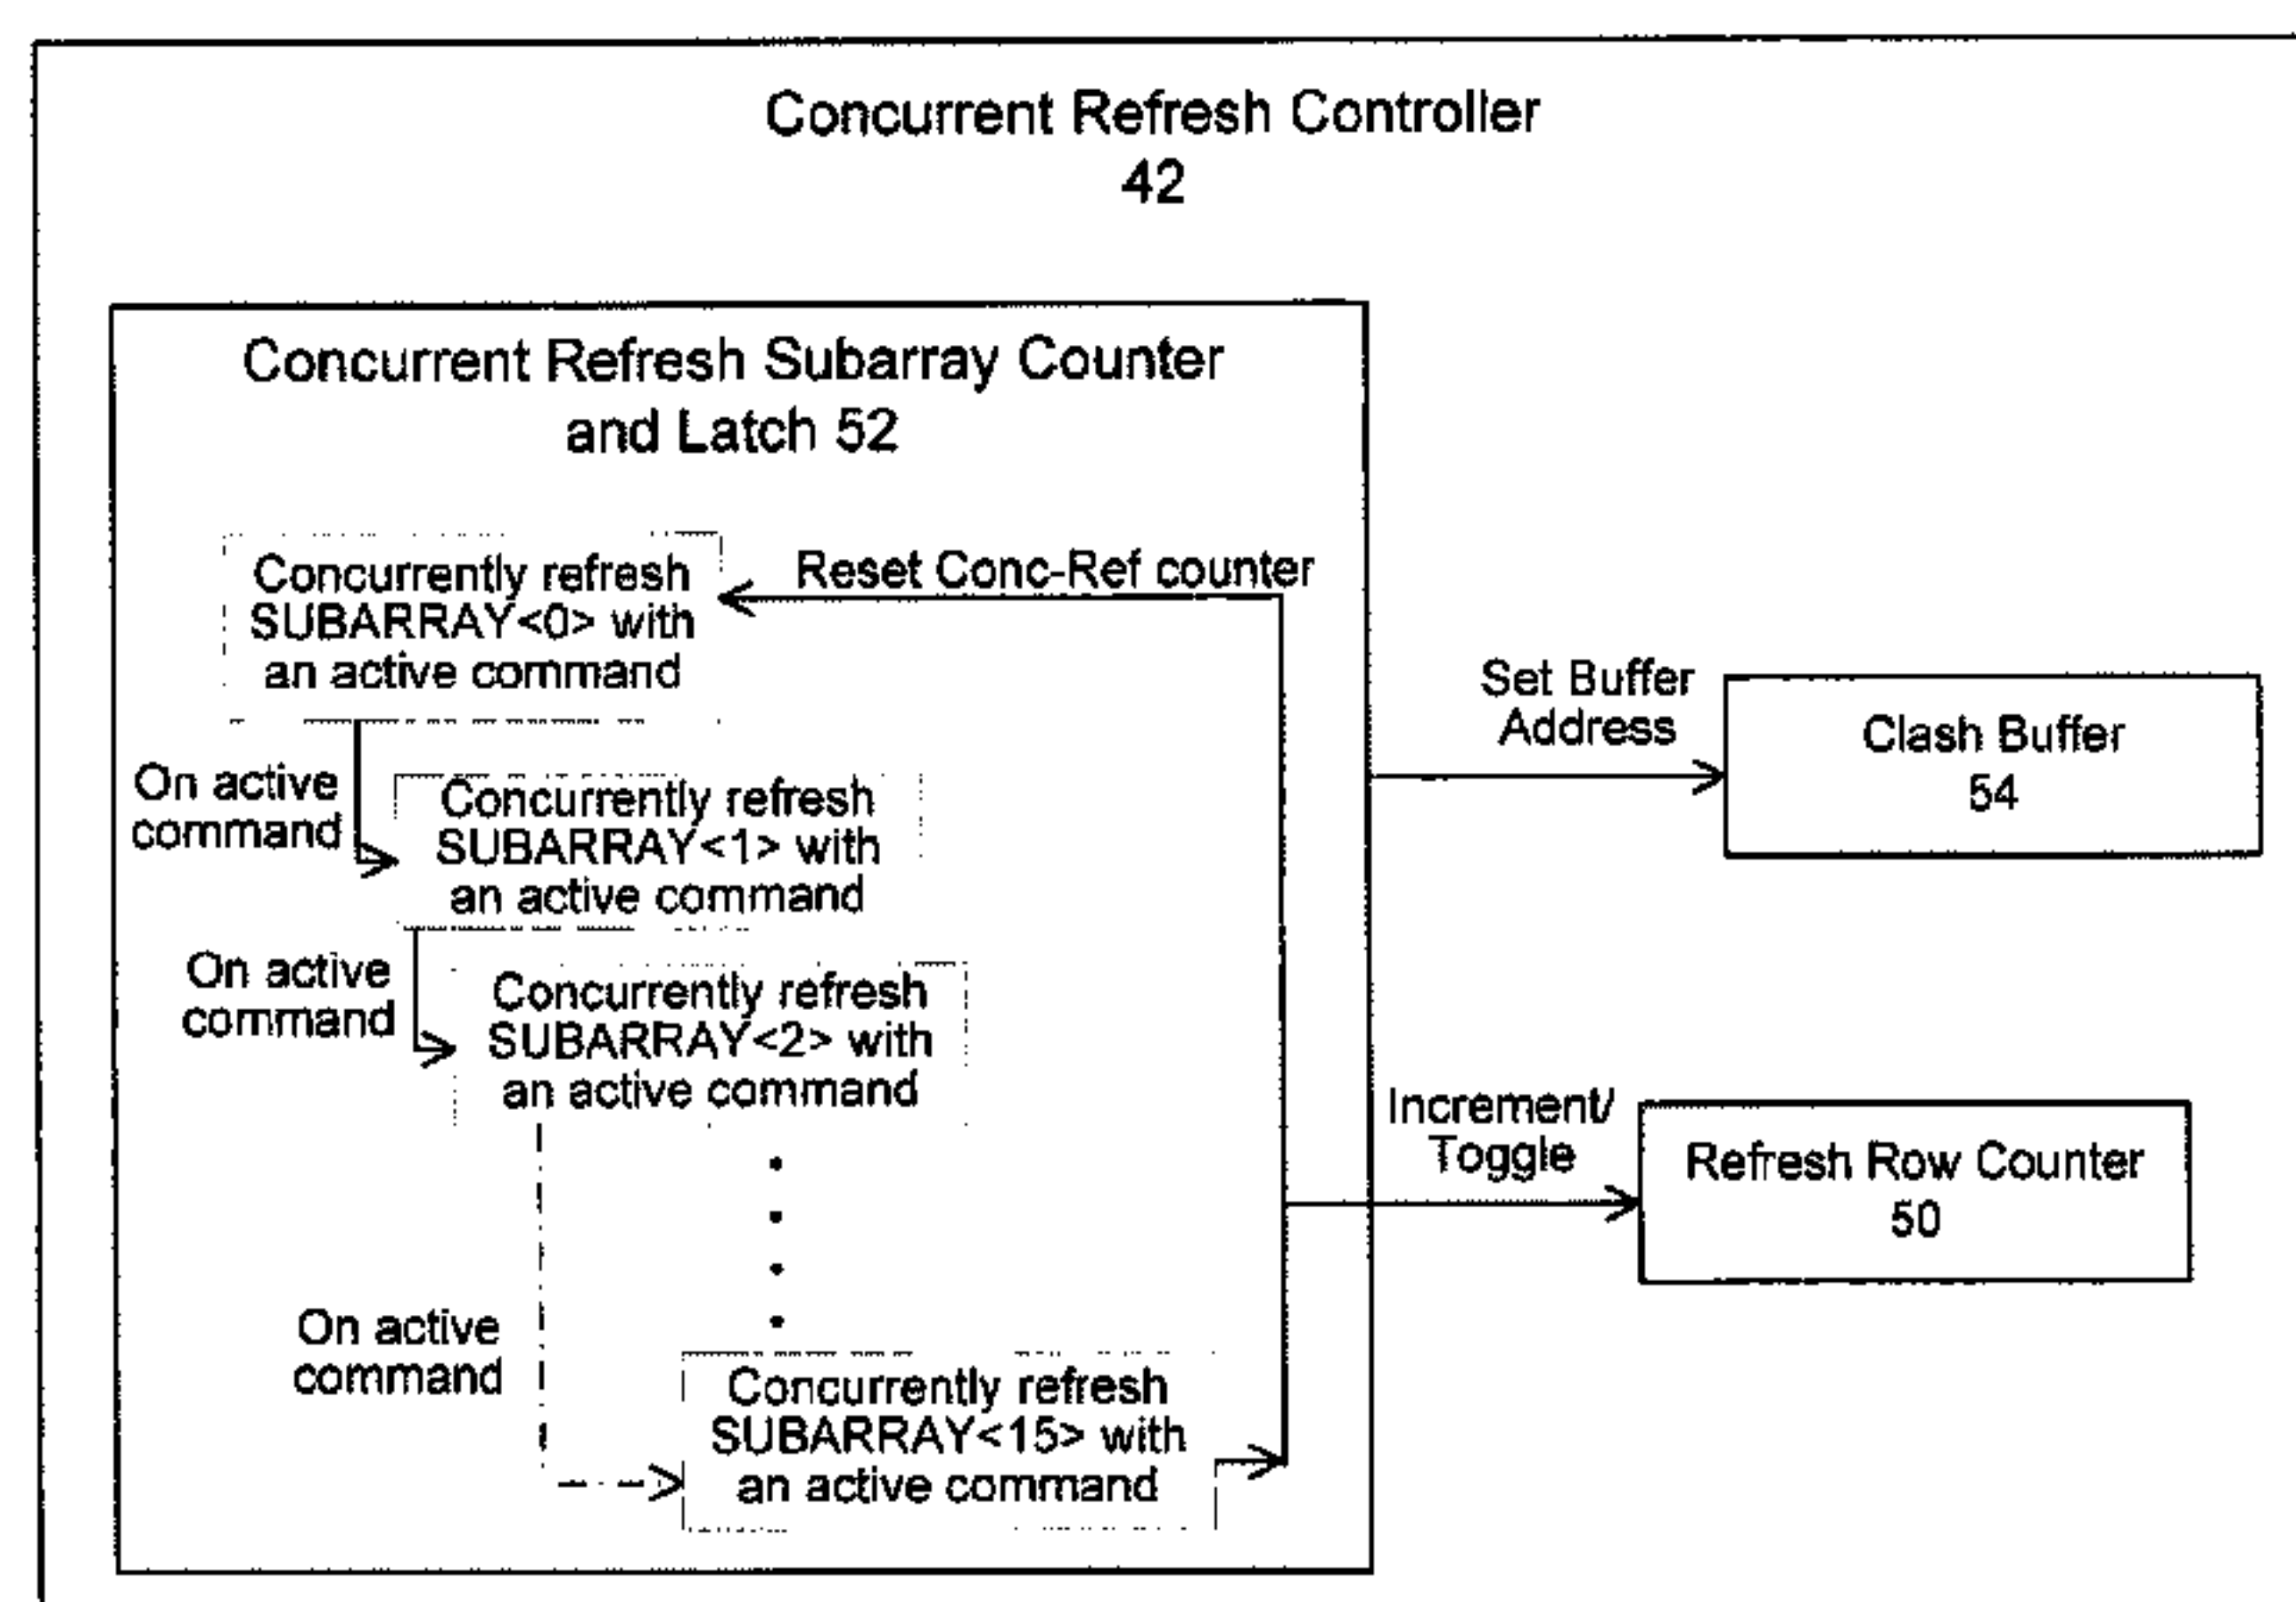 Concurrent Refresh Controller
42
Concurrent Refresh Subarray Counter
and Latch 52
Concurrently refresh
SUBARRAY<0> with
an active command
Reset Conc-Ref counter
On active
command
Concurrently refresh
SUBARRAY<1> with
an active command
On active
command
Concurrently refresh
SUBARRAY<2> with
an active command
On active
command
Concurrently refresh
SUBARRAY<15> with
an active command
Set Buffer
Address
Clash Buffer
54
Increment/
Toggle
Refresh Row Counter
50